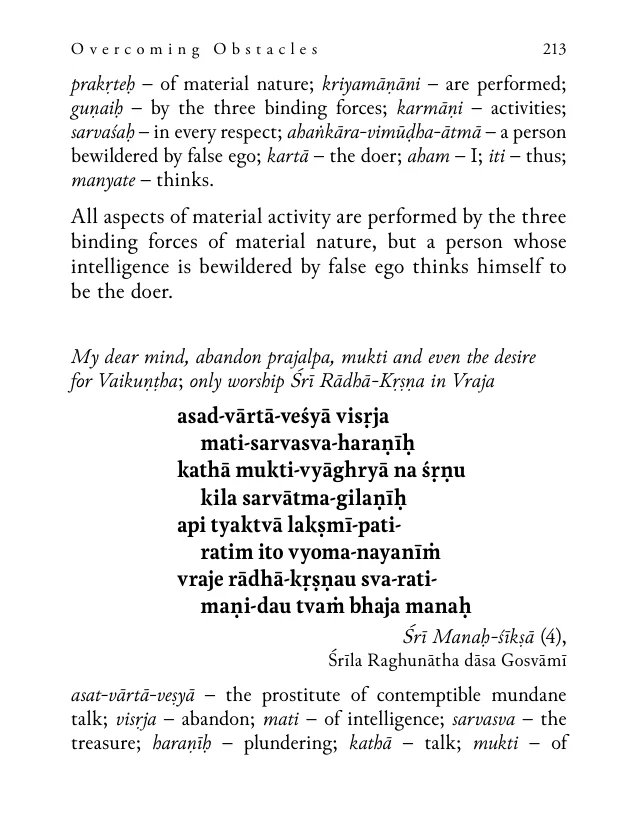 Overcoming Obstacles 213
prakṛteḥ – of material nature; kriyamāṇāni – are performed;
guṇaiḥ – by the three binding forces; karmāṇi – activities;
sarvaśaḥ – in every respect; ahaṅkāra-vimūḍha-ātmā – a person
bewildered by false ego; kartā – the doer; aham – I; iti – thus;
manyate – thinks.
All aspects of material activity are performed by the three
binding forces of material nature, but a person whose
intelligence is bewildered by false ego thinks himself to
be the doer.
My dear mind, abandon prajalpa, mukti and even the desire
for Vaikuṇṭha; only worship Śrī Rādhā-Kṛṣṇa in Vraja
asad-vārtā-veśyā visṛja
mati-sarvasva-haraṇīḥ
kathā mukti-vyāghryā na śṛṇu
kila sarvātma-gilaṇīḥ
api tyaktvā lakṣmī-pati-
ratim ito vyoma-nayanīṁ
vraje rādhā-kṛṣṇau sva-rati-
maṇi-dau tvaṁ bhaja manaḥ
Śrī Manaḥ-śīkṣā (4),
Śrīla Raghunātha dāsa Gosvāmī
asat-vārtā-veṣyā – the prostitute of contemptible mundane
talk; visṛja – abandon; mati – of intelligence; sarvasva – the
treasure; haraṇīḥ – plundering; kathā – talk; mukti – of